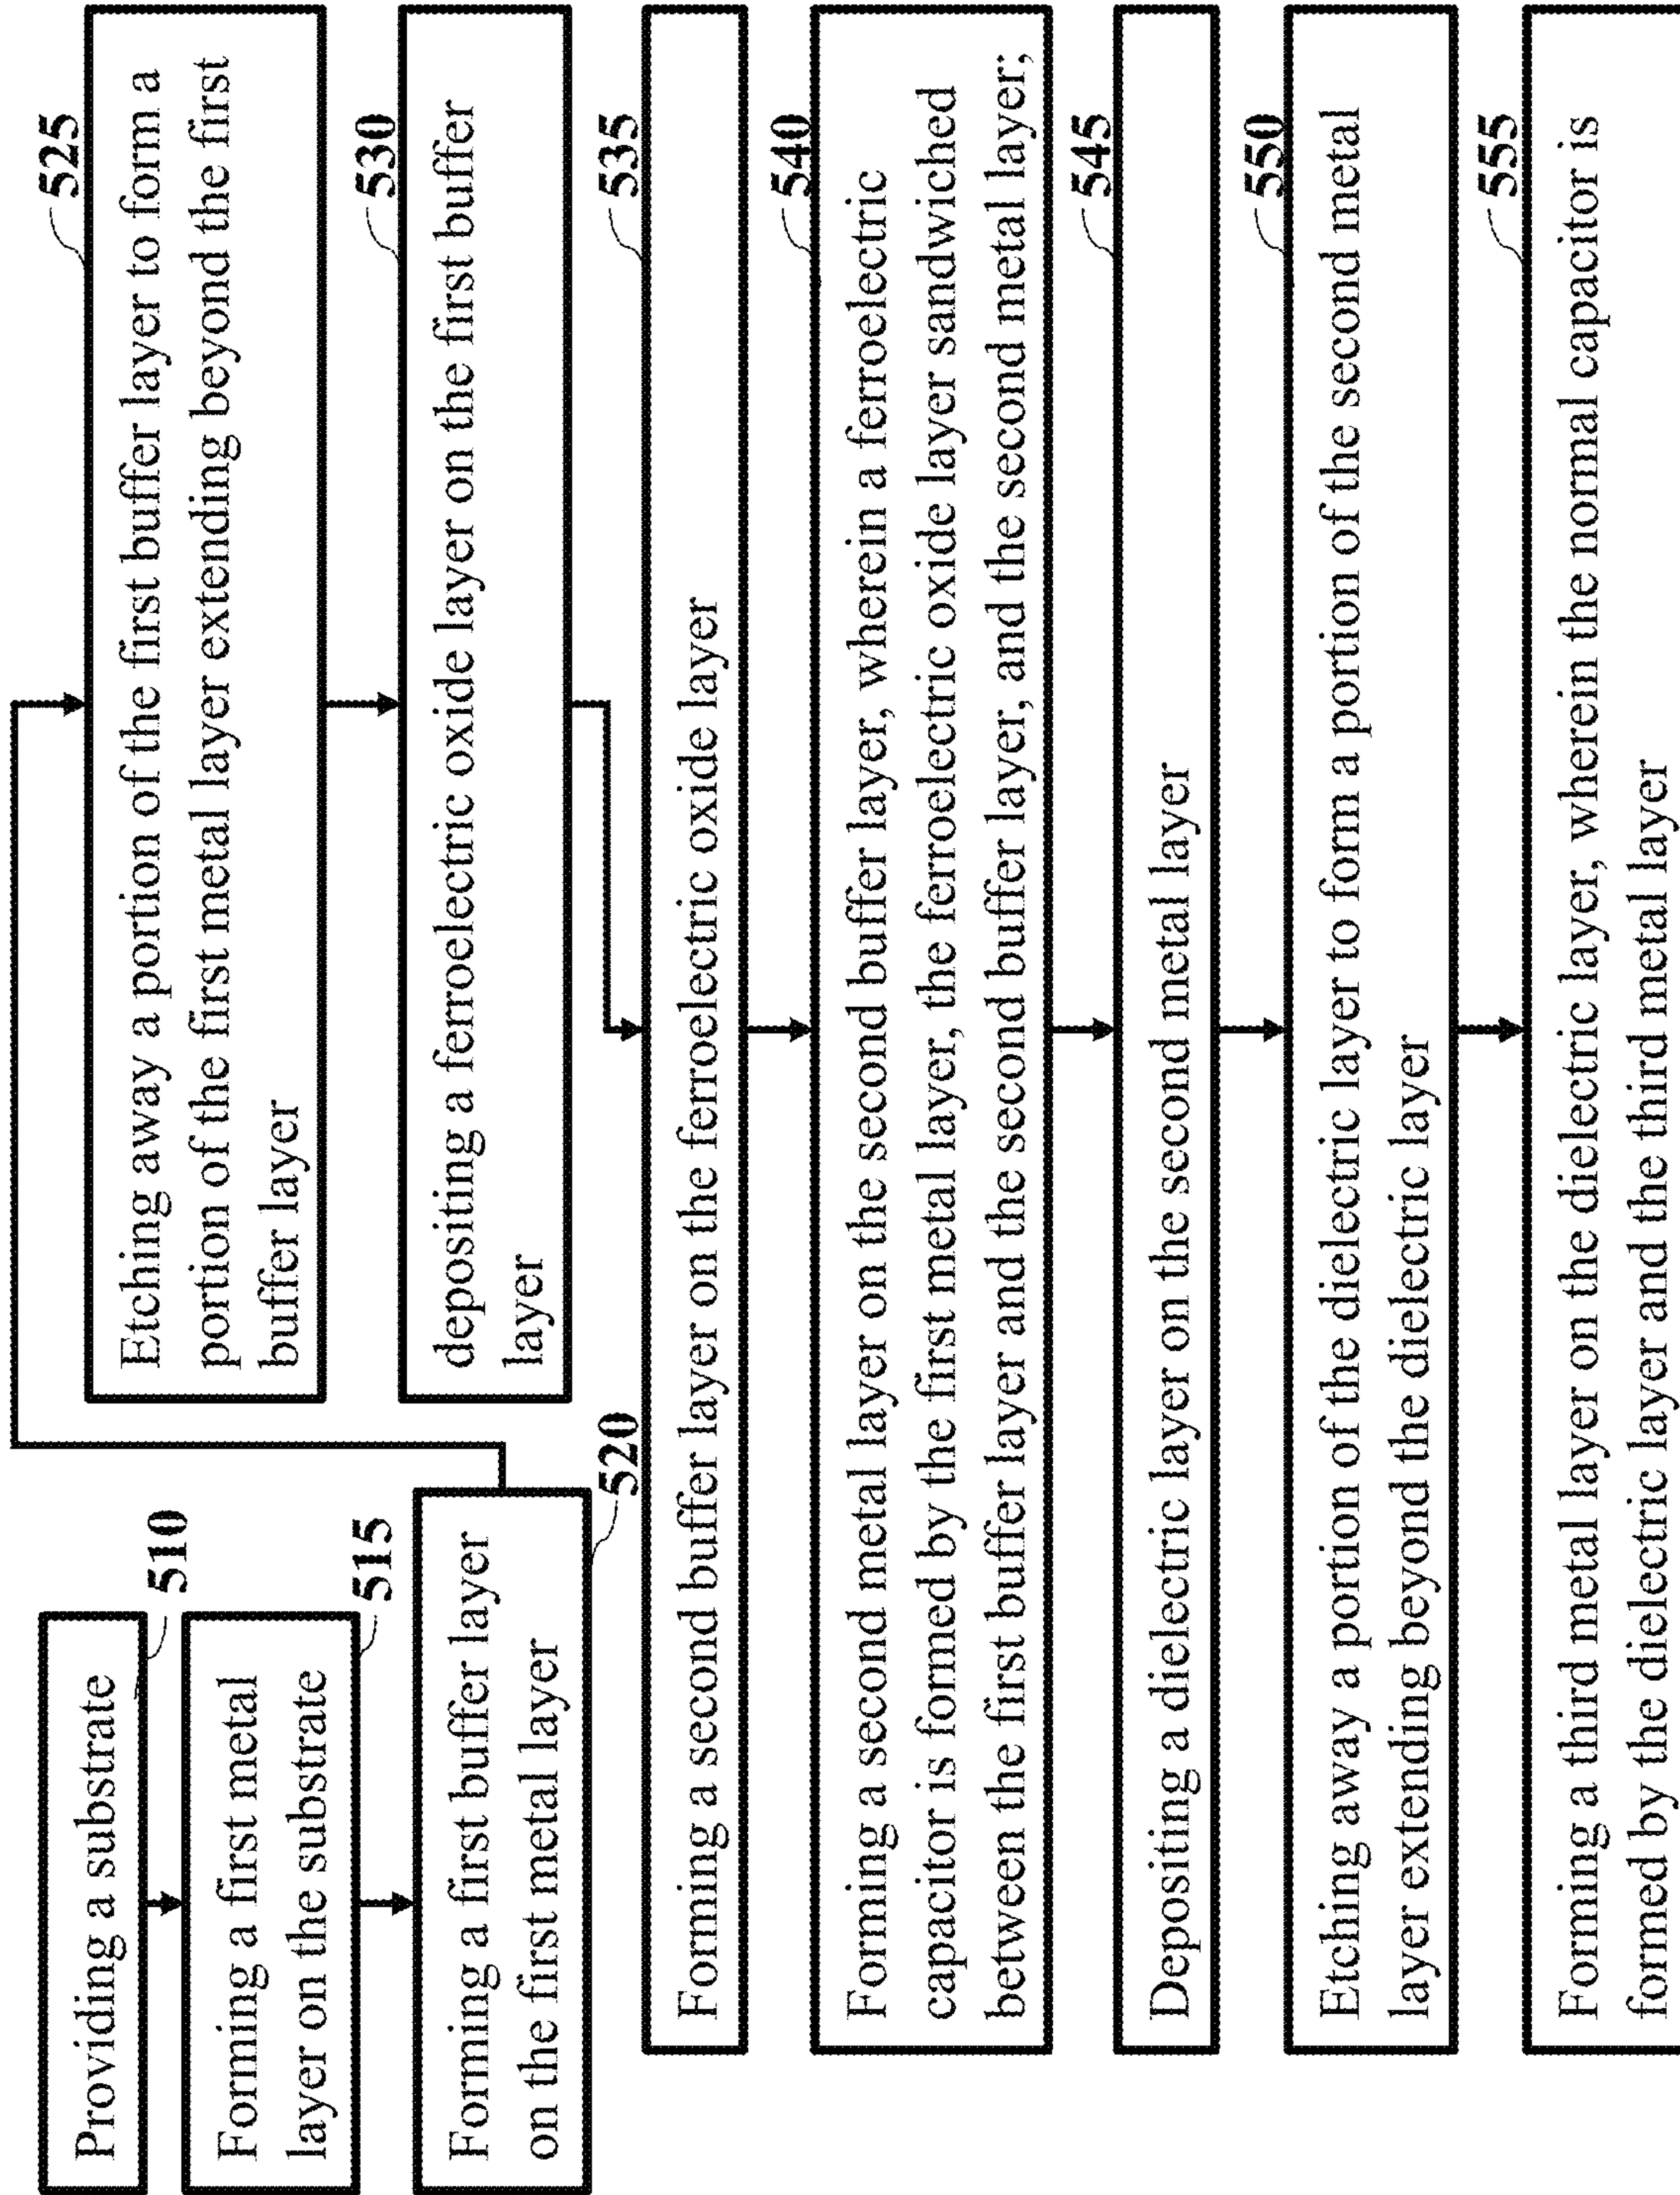 Providing a substrate
510
Forming a first metal
layer on the substrate
515
Forming a first buffer layer
on the first metal layer
520
525
Etching away a portion of the first buffer layer to form a
portion of the first metal layer extending beyond the first
buffer layer
530
depositing a ferroelectric oxide layer on the first buffer
layer
535
Forming a second buffer layer on the ferroelectric oxide layer
540
Forming a second metal layer on the second buffer layer, wherein a ferroelectric
capacitor is formed by the first metal layer, the ferroelectric oxide layer sandwiched
between the first buffer layer and the second buffer layer, and the second metal layer;
545
Depositing a dielectric layer on the second metal layer
550
Etching away a portion of the dielectric layer to form a portion of the second metal
layer extending beyond the dielectric layer
555
Forming a third metal layer on the dielectric layer, wherein the normal capacitor is
formed by the dielectric layer and the third metal layer